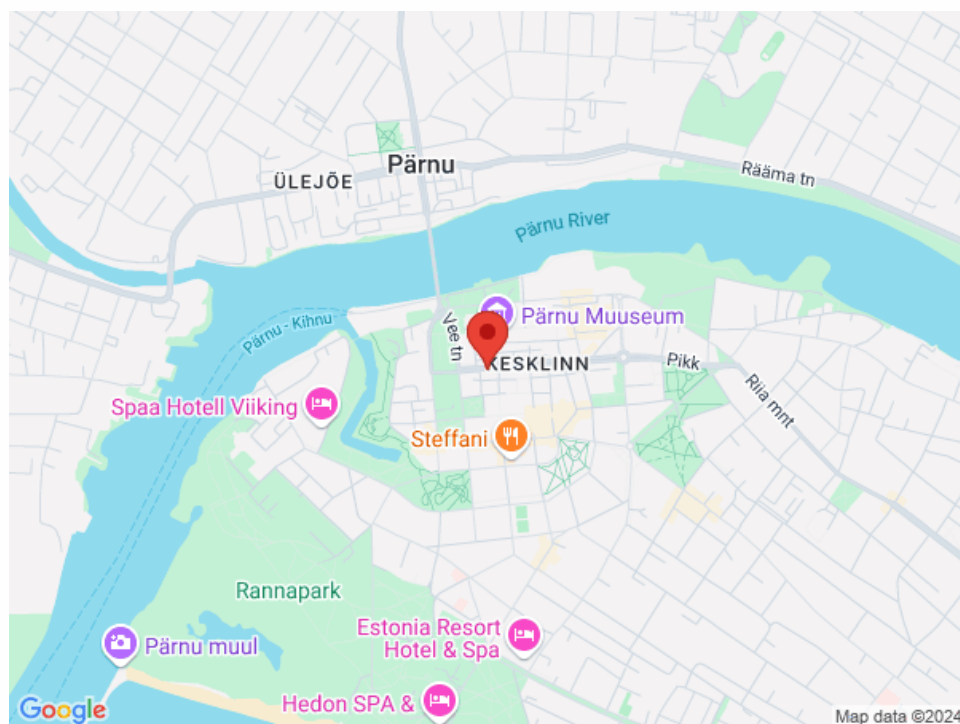 Pärnu
ÜLEJÕE
Rääma tn
Pärnu River
Pärnu - Kihnu
Vee tn
Pärnu Muuseum
KESKLINN
Pikk
Riia mnt
Spaa Hotell Viiking
Steffani
Rannapark
Estonia Resort
Hotel & Spa
Pärnu muul
Hedon SPA &
Google
Map data ©2024